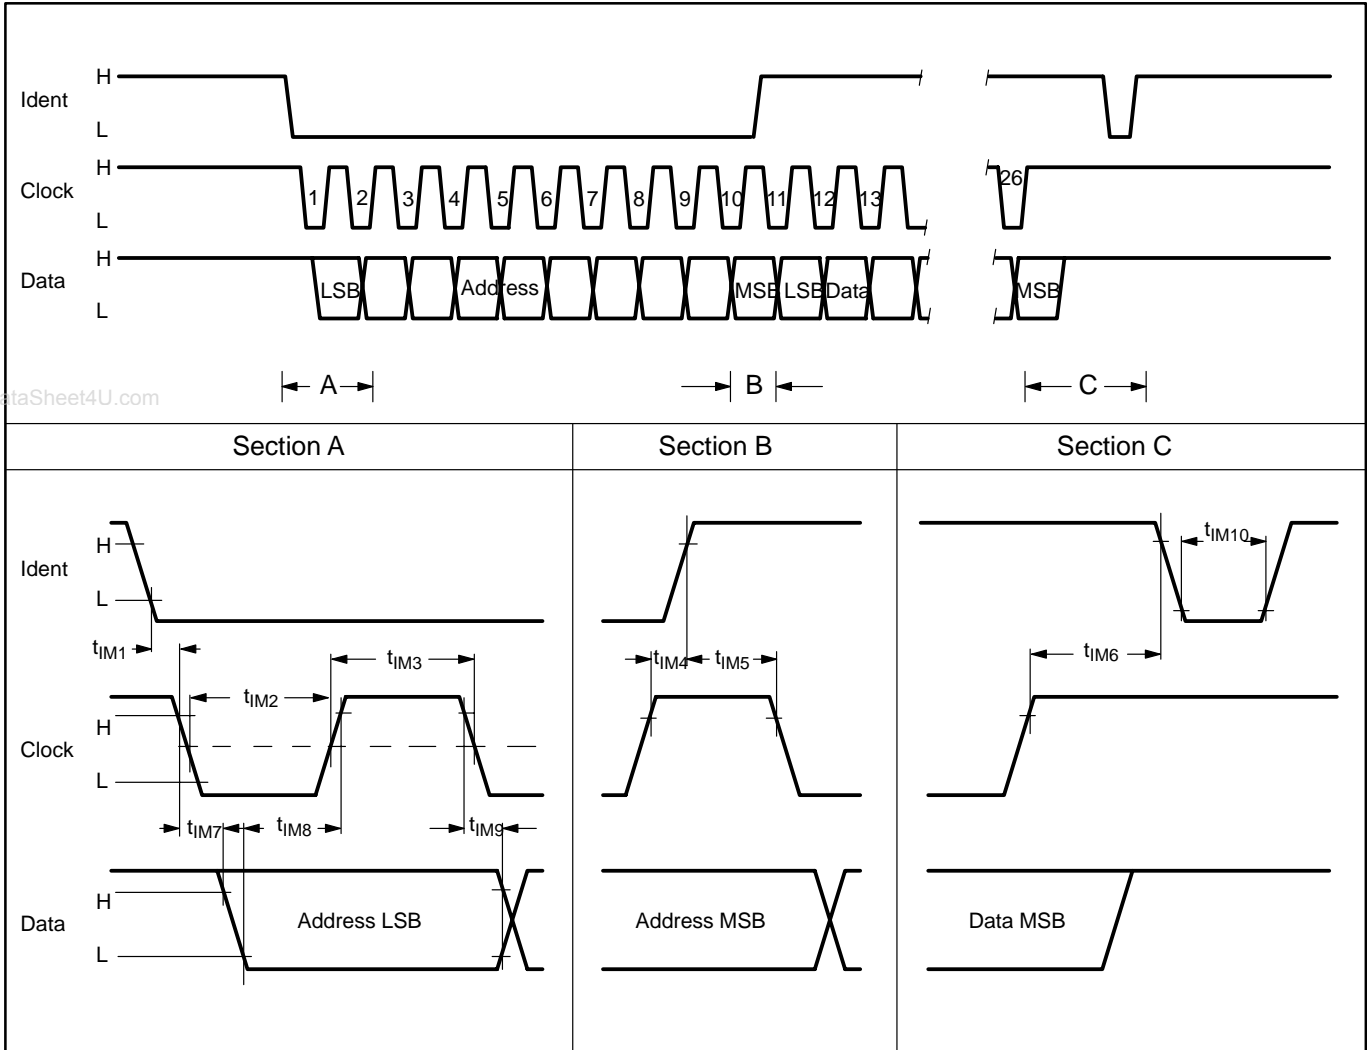 H
Ident
L
H
Clock 1 2 3 4 5 6 7 8 9 10 11 12 13 26
L
H
Data LSB Address MSB LSB Data MSB
L
A B C
ataSheet4U.com
Section A Section B Section C
H
Ident
L
tIM10
tIM1 tIM3 tIM4 tIM5 tIM6
tIM2
H
Clock
L
tIM7 tIM8 tIM9
H
Data Address LSB Address MSB Data MSB
L